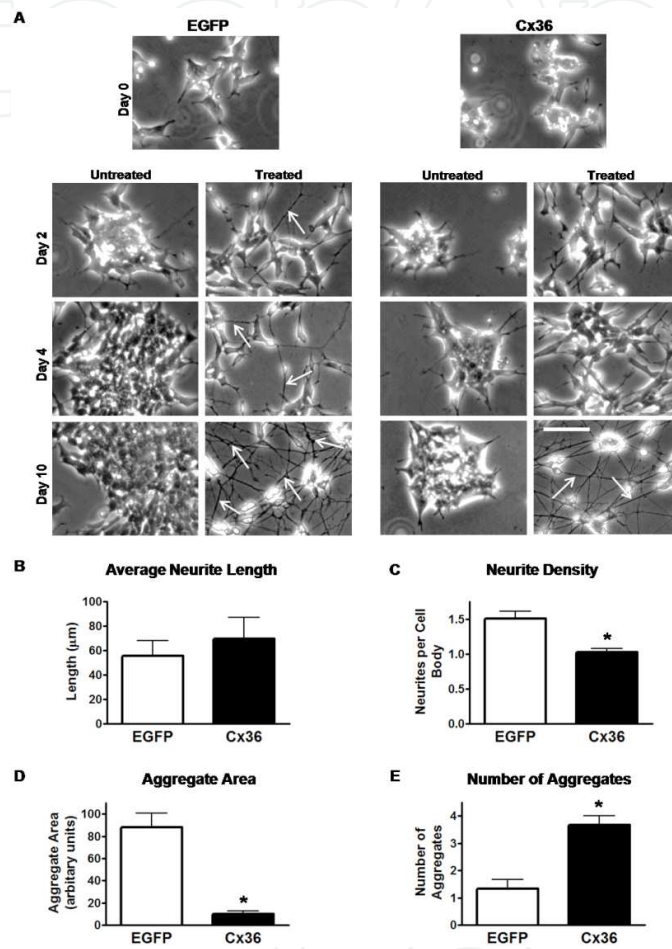 A
EGFP
Cx36
Day 0
Untreated
Treated
Untreated
Treated
Day 2
Day 4
Day 10
B
Average Neurite Length
Length (µm)
100
80
60
40
20
0
EGFP
Cx36
C
Neurite Density
Neurites per Cell
Body
*
1.5
1.0
0.5
0.0
EGFP
Cx36
D
Aggregate Area
Aggregate Area
(arbitary units)
100
80
60
40
20
0
*
EGFP
Cx36
E
Number of Aggregates
Number of
Aggregates
*
4
3
2
1
0
EGFP
Cx36